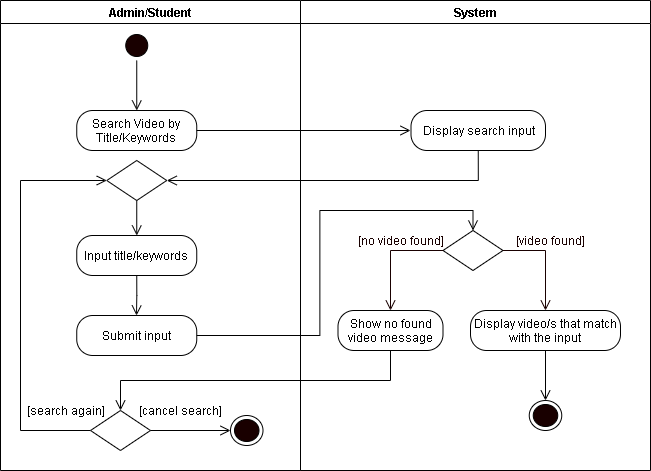 Admin/Student
System
Search Video by
Title/Keywords
Display search input
[no video found]
[video found]
Input title/keywords
Submit input
Show no found
video message
Display video/s that match
with the input
[search again]
[cancel search]